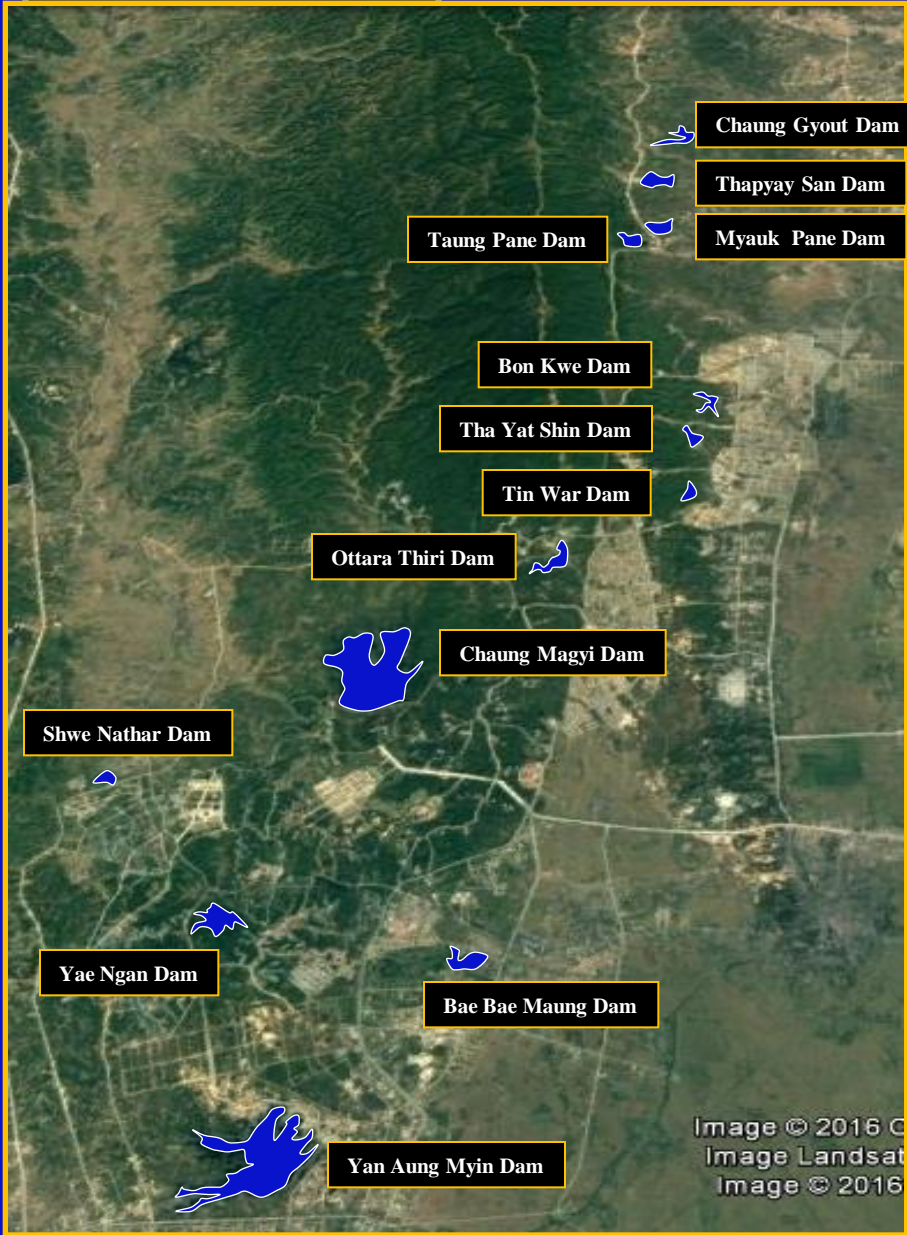 Chaung Gyout Dam
Thapyay San Dam
Taung Pane Dam
Myauk Pane Dam
Bon Kwe Dam
Tha Yat Shin Dam
Tin War Dam
Ottara Thiri Dam
Chaung Magyi Dam
Shwe Nathar Dam
Yae Ngan Dam
Bae Bae Maung Dam
Yan Aung Myin Dam
Image © 2016 C
Image Landsat
Image © 2016